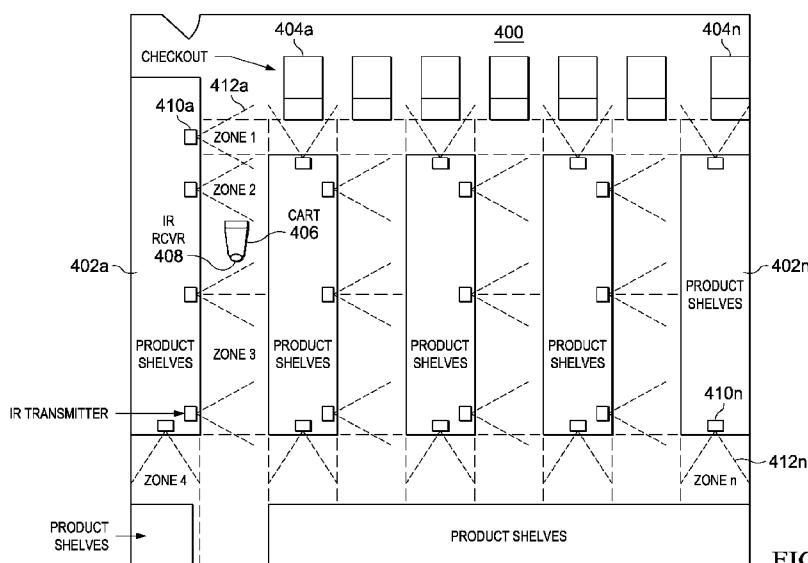 404a
400
404n
CHECKOUT
412a
410a
ZONE 1
ZONE 2
IR
RCVR
408
CART
406
402a
402n
PRODUCT
SHELVES
PRODUCT
SHELVES
ZONE 3
PRODUCT
SHELVES
PRODUCT
SHELVES
PRODUCT
SHELVES
IR TRANSMITTER
410n
412n
ZONE 4
ZONE n
PRODUCT
SHELVES
PRODUCT SHELVES
FIG